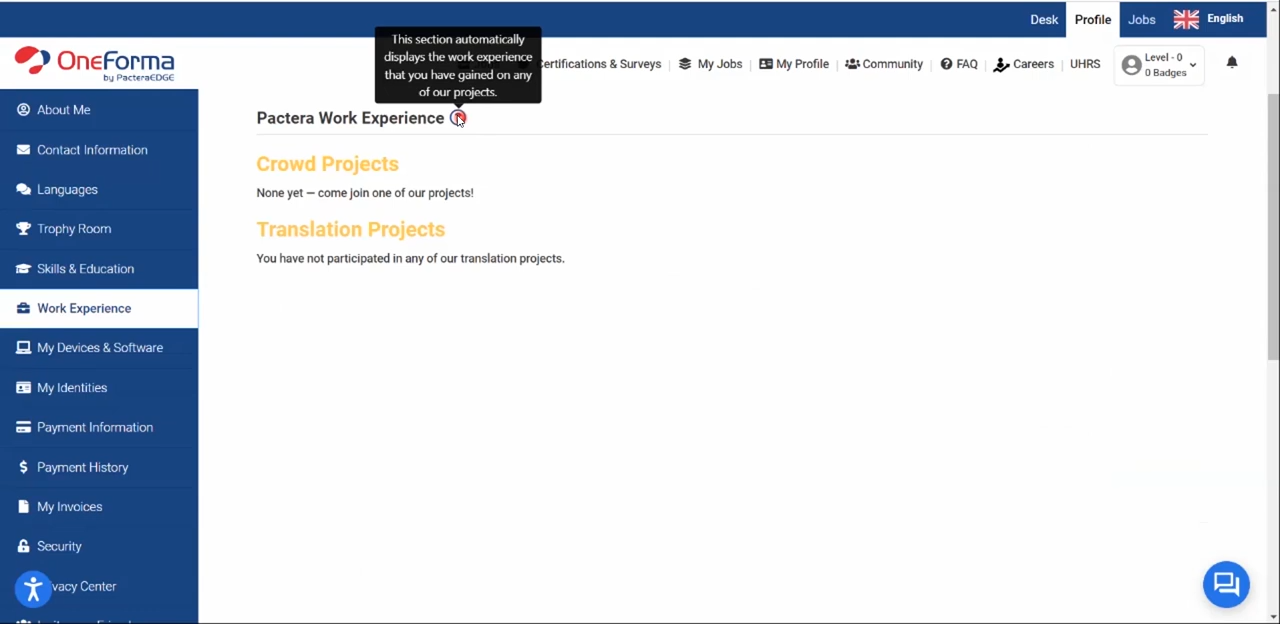 Desk
Profile
Jobs
English
This section automatically
displays the work experience
that you have gained on any
of our projects.
OneForma
by PacteraEDGE
Certifications & Surveys
My Jobs
My Profile
Community
FAQ
Careers
UHRS
Level - 0
0 Badges
About Me
Contact Information
Languages
Trophy Room
Skills & Education
Work Experience
My Devices & Software
My Identities
Payment Information
Payment History
My Invoices
Security
vacy Center
Pactera Work Experience
Crowd Projects
None yet — come join one of our projects!
Translation Projects
You have not participated in any of our translation projects.